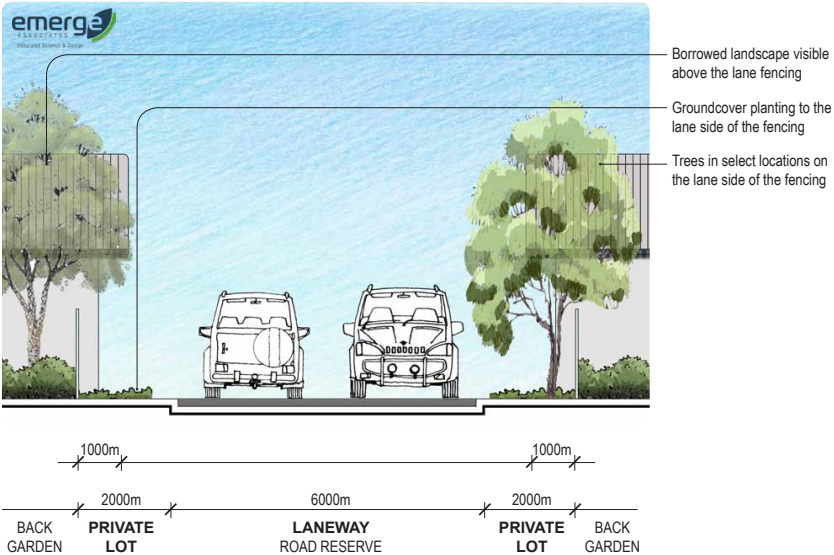 emerge
ASSOCIATES
Integrated Science & Design
Borrowed landscape visible
above the lane fencing
Groundcover planting to the
lane side of the fencing
Trees in select locations on
the lane side of the fencing
1000m
1000m
2000m
6000m
2000m
BACK
GARDEN
PRIVATE
LOT
LANEWAY
ROAD RESERVE
PRIVATE
LOT
BACK
GARDEN